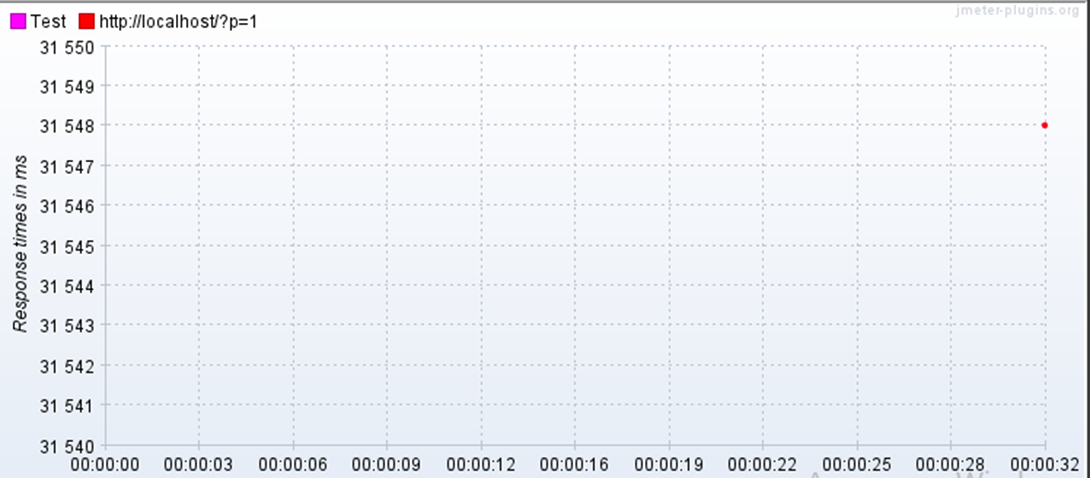 jmeter-plugins.org
Test http://localhost/?p=1
31 550
31 549
31 548
31 547
31 546
31 545
31 544
31 543
31 542
31 541
31 540
Response times in ms
00:00:00 00:00:03 00:00:06 00:00:09 00:00:12 00:00:16 00:00:19 00:00:22 00:00:25 00:00:28 00:00:32